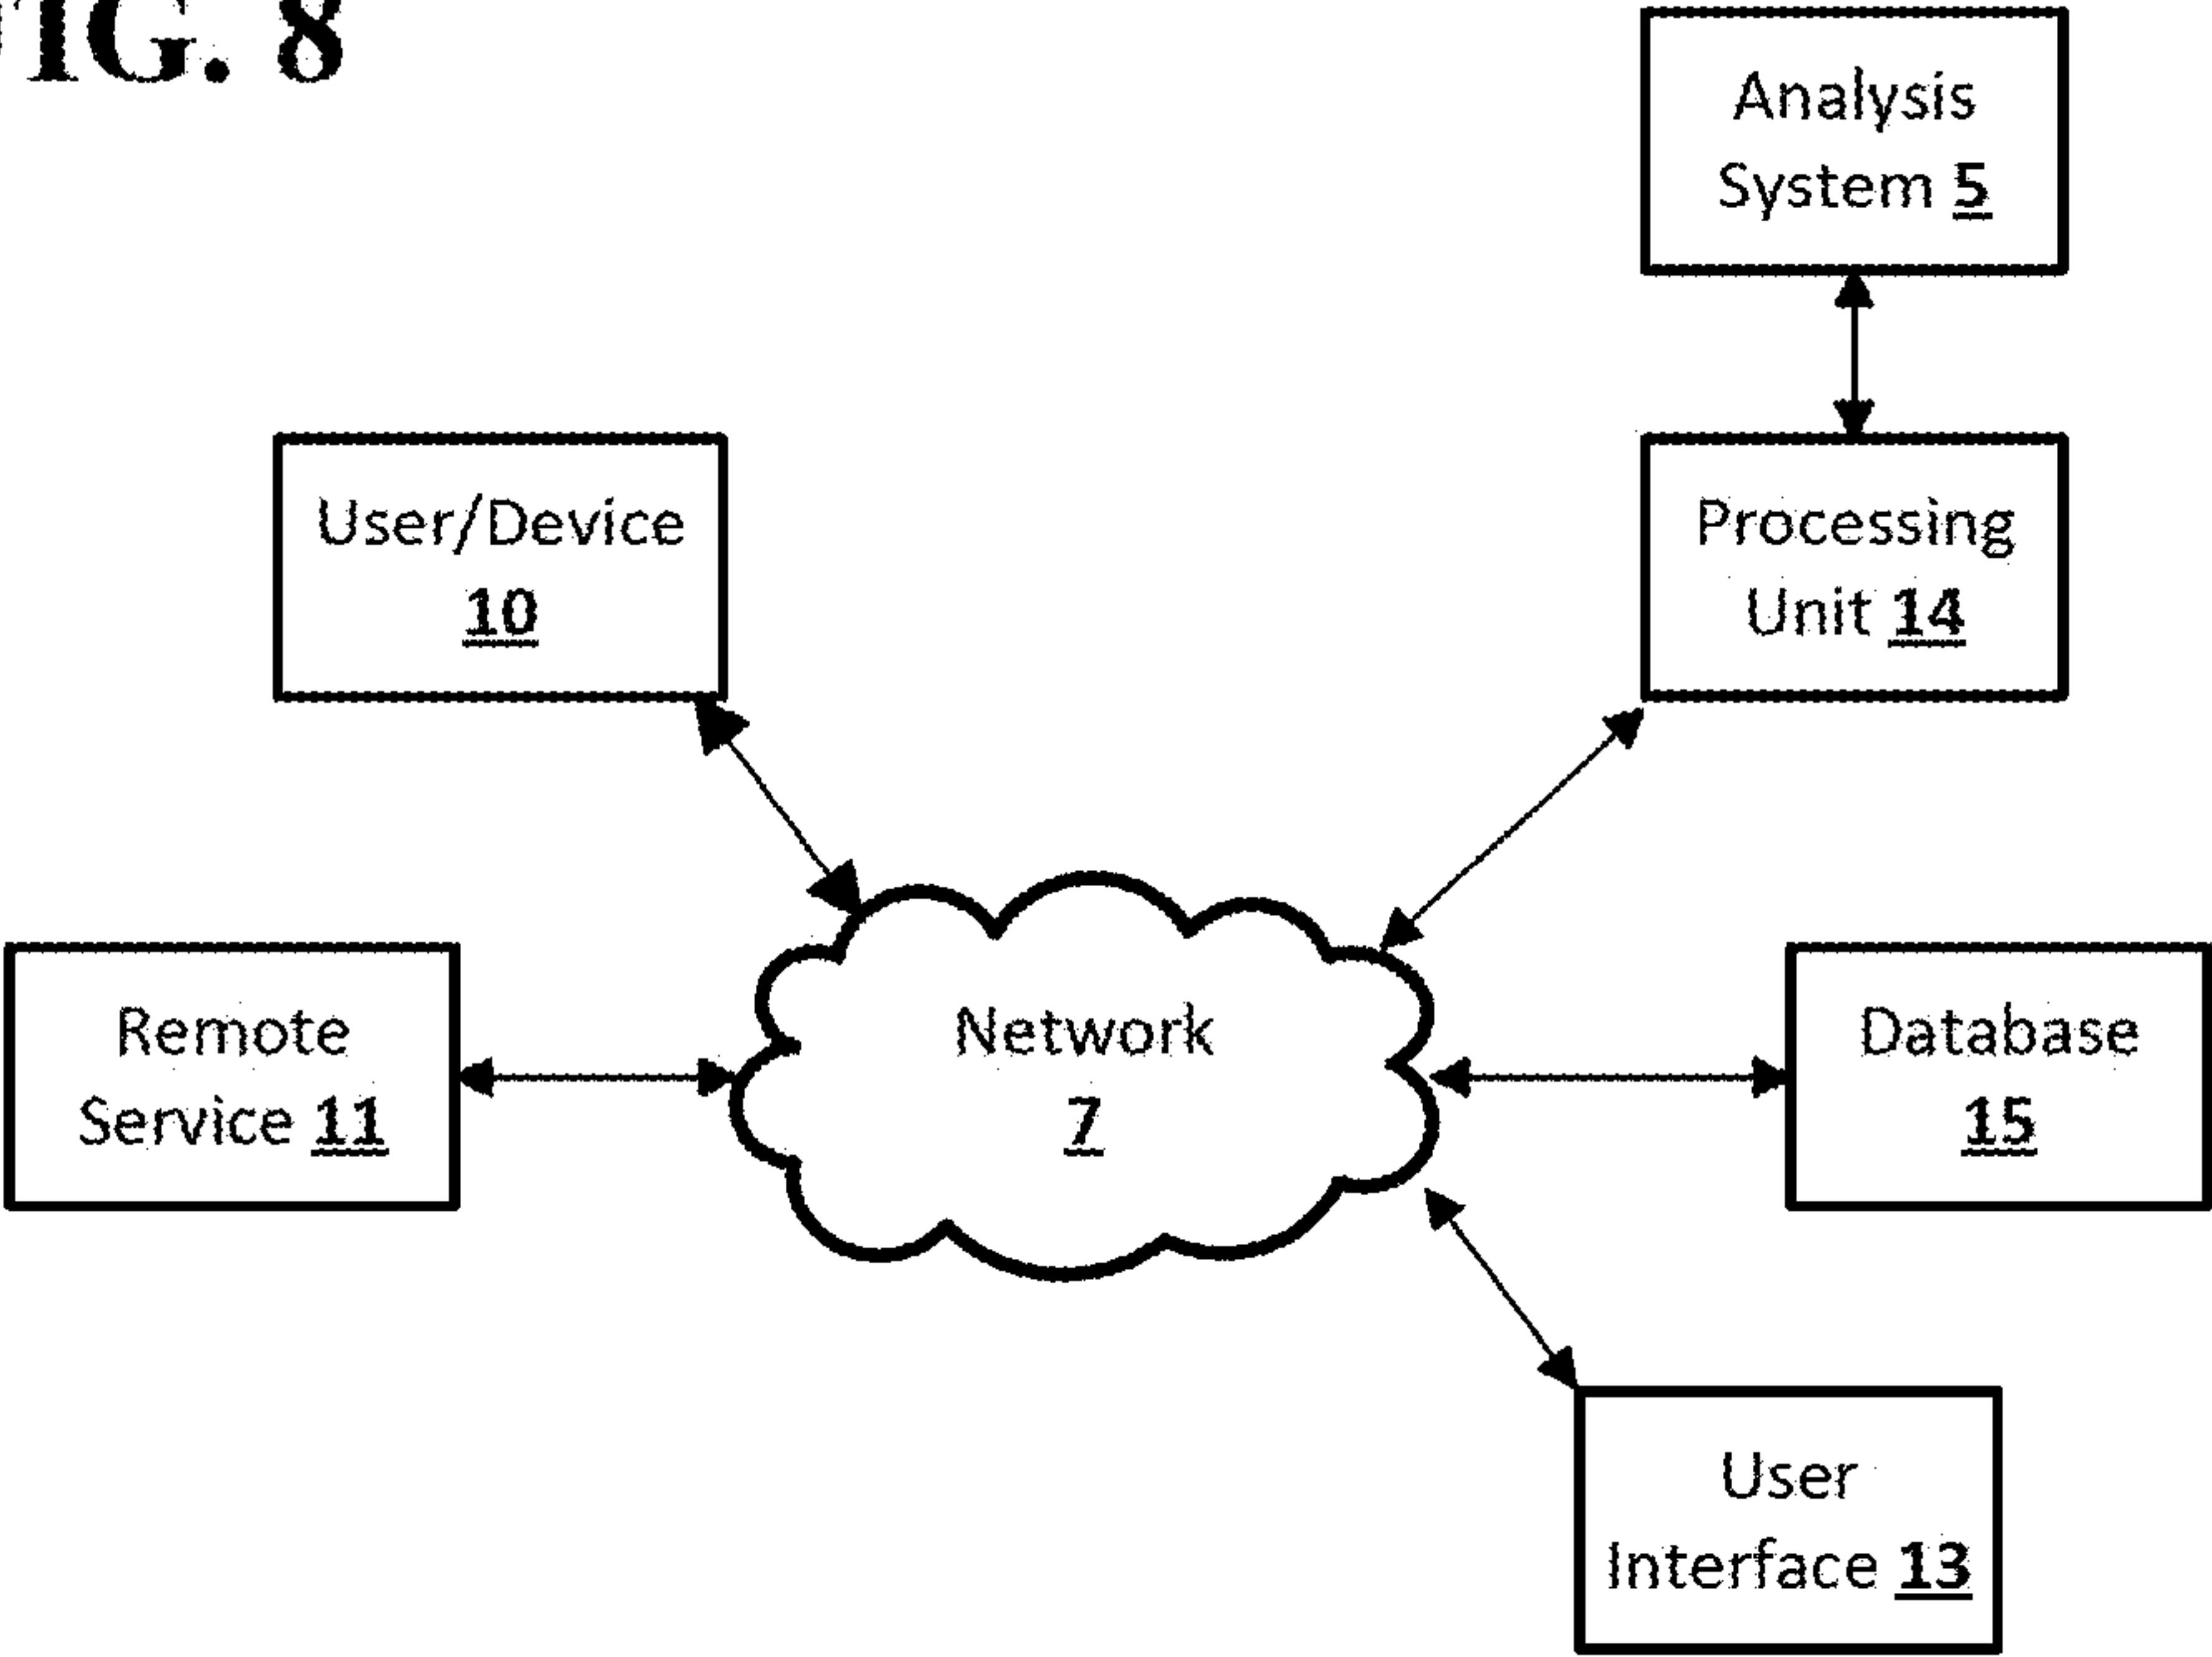 FIG. 8
Analysis
System 5
User/Device
10
Processing
Unit 14
Remote
Service 11
Network
7
Database
15
User
Interface 13